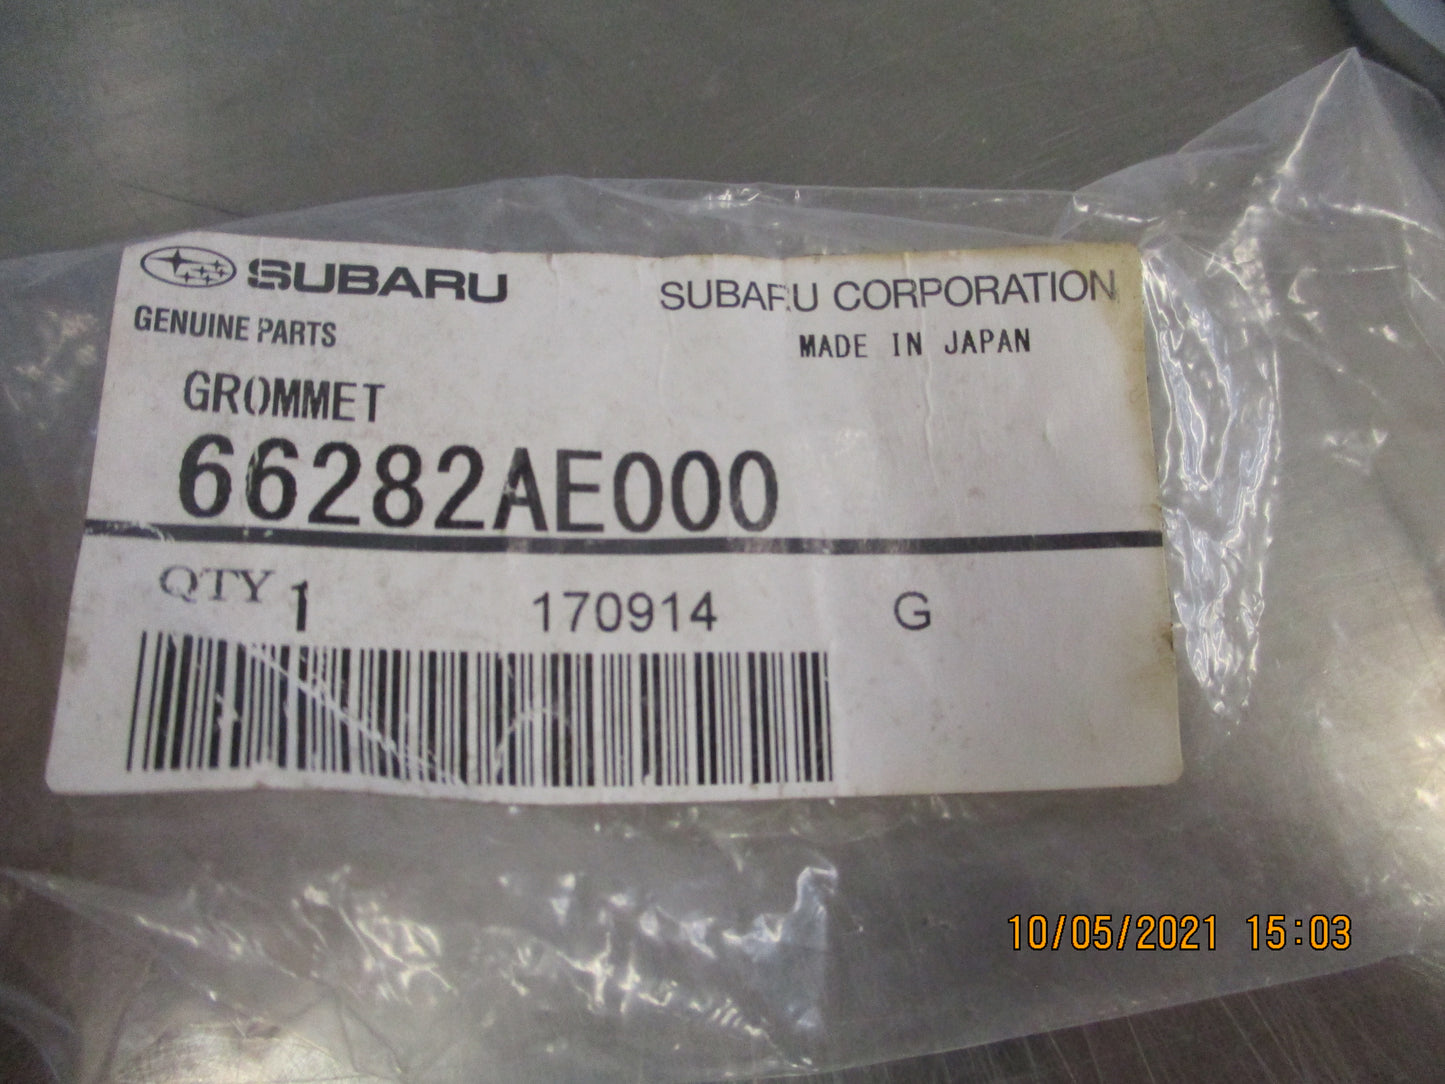 SUBARU SUBARU CORPORATION
GENUINE PARTS MADE IN JAPAN
GROMMET
66282AE000
QTY 1 170914 G
10/05/2021 15:03